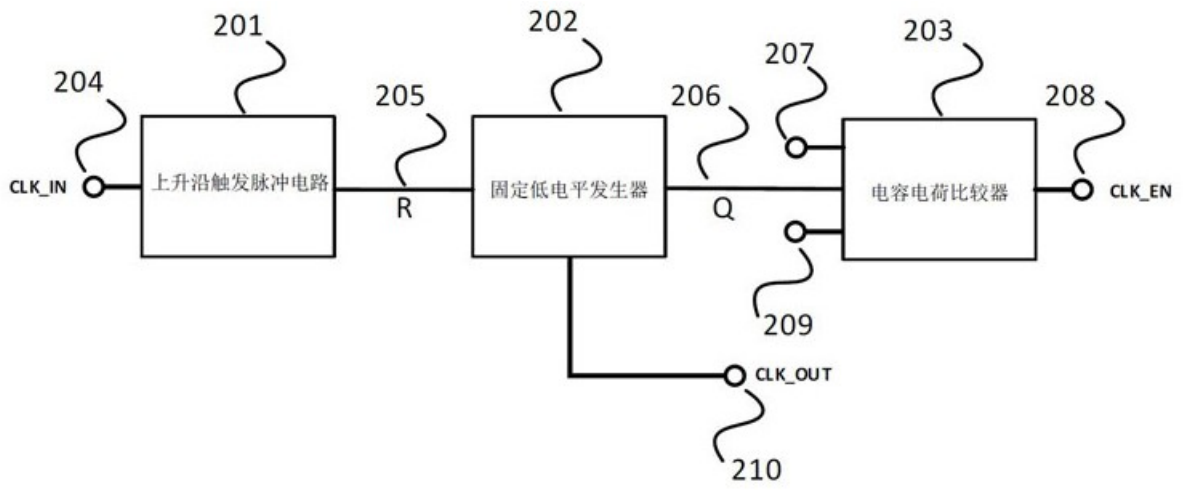 201
202
203
204
205
206
207
208
CLK_IN
上升沿触发脉冲电路
R
固定低电平发生器
Q
电容电荷比较器
CLK_EN
209
CLK_OUT
210